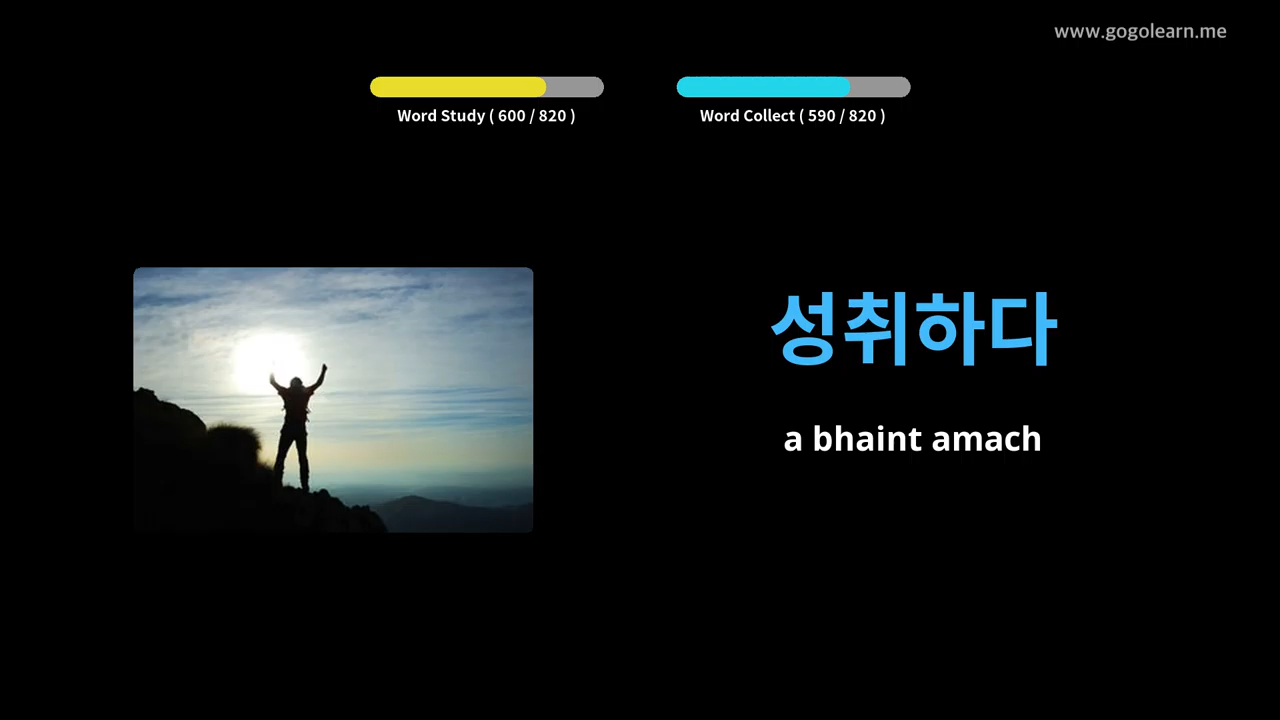 www.gogolearn.me
Word Study ( 600 / 820 )
Word Collect ( 590 / 820 )
성취하다
a bhaint amach